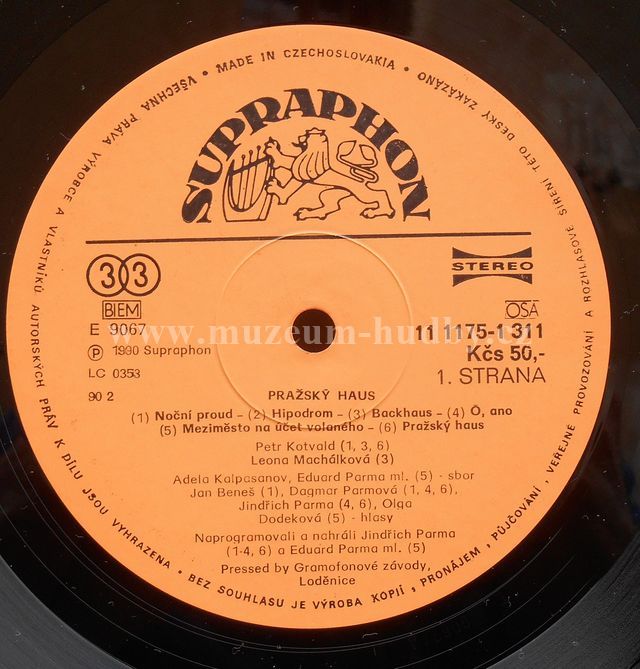 • MADE IN CZECHOSLOVAKIA •
VŠECHNA PRÁVA VÝROBCE A VLASTNÍKŮ AUTORSKÝCH PRÁV K DÍLU JSOU VYHRAZENA • BEZ SOUHLASU JE VÝROBA KOPIÍ, PRONÁJEM, PŮJČOVÁNÍ, VEŘEJNÉ PROVOZOVÁNÍ A ROZHLASOVÉ ŠÍŘENÍ TÉTO DESKY ZAKÁZÁNO
SUPRAPHON
33
STEREO
BIEM
OSA
E 9067
11 1175-1 311
www.muzeum-hudby.cz
℗ 1990 Supraphon
Kčs 50,-
LC 0353
1. STRANA
90 2
PRAŽSKÝ HAUS
(1) Noční proud – (2) Hipodrom – (3) Backhaus – (4) Ó, ano
(5) Meziměsto na účet volaného – (6) Pražský haus
Petr Kotvald (1, 3, 6)
Leona Machálková (3)
Adela Kalpasanov, Eduard Parma ml. (5) - sbor
Jan Beneš (1), Dagmar Parmová (1, 4, 6),
Jindřich Parma (4, 6), Olga
Dodeková (5) - hlasy
Naprogramovali a nahráli Jindřich Parma
(1-4, 6) a Eduard Parma ml. (5)
Pressed by Gramofonové závody,
Loděnice